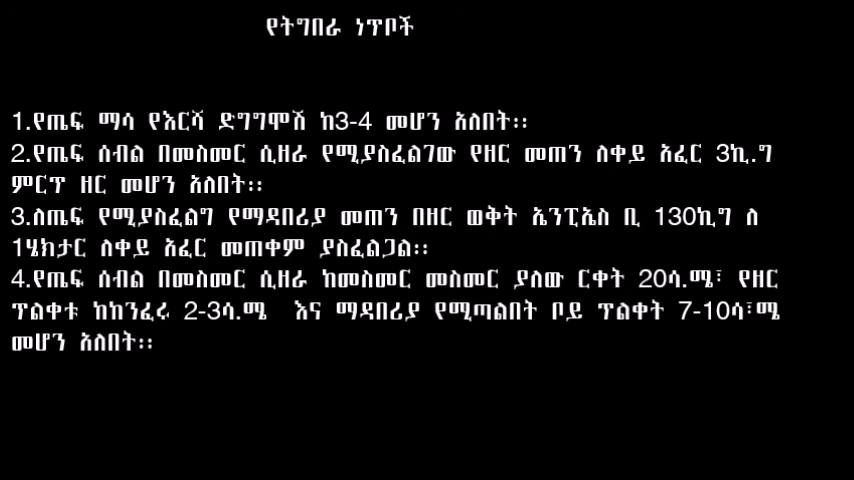 የትግበራ ነጥቦች
1.የጤፍ ማሳ የእርሻ ድግግሞሽ ከ3-4 መሆን አለበት፡፡
2.የጤፍ ሰብል በመስመር ሲዘራ የሚያስፈልገው የዘር መጠን ለቀይ አፈር 3ኪ.ግ
ምርጥ ዘር መሆን አለበት፡፡
3.ለጤፍ የሚያስፈልግ የማዳበሪያ መጠን በዘር ወቅት ኤንፒኤስ ቢ 130ኪግ ለ
1ሄክታር ለቀይ አፈር መጠቀም ያስፈልጋል፡፡
4.የጤፍ ሰብል በመስመር ሲዘራ ከመስመር መስመር ያለው ርቀት 20ሳ.ሜ፣ የዘር
ጥልቀቱ ከከንፈሩ 2-3ሳ.ሜ እና ማዳበሪያ የሚጣልበት ቦይ ጥልቀት 7-10ሳ፣ሜ
መሆን አለበት፡፡